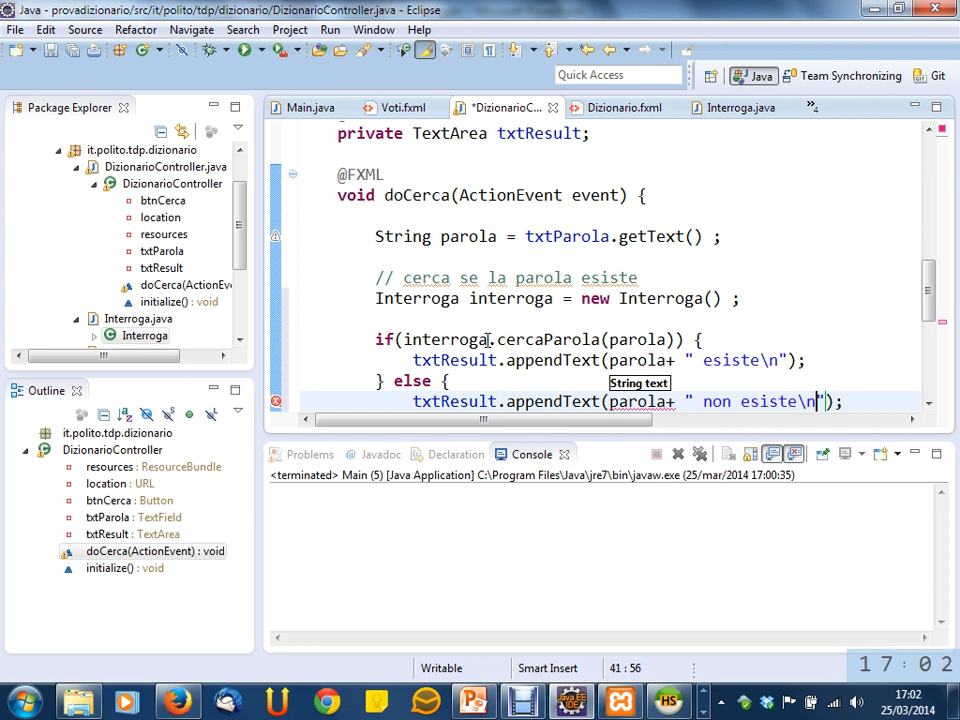 Java - provadizionario/src/it/polito/tdp/dizionario/DizionarioController.java - Eclipse
File Edit Source Refactor Navigate Search Project Run Window Help
Quick Access
Java
Team Synchronizing
Git
Package Explorer
it.polito.tdp.dizionario
DizionarioController.java
DizionarioController
btnCerca
location
resources
txtParola
txtResult
doCerca(ActionEv
initialize() : void
Interroga.java
Interroga
Outline
it.polito.tdp.dizionario
DizionarioController
resources : ResourceBundle
location : URL
btnCerca : Button
txtParola : TextField
txtResult : TextArea
doCerca(ActionEvent) : void
initialize() : void
Main.java Voti.fxml *DizionarioC... Dizionario.fxml Interroga.java »4
private TextArea txtResult;
@FXML
void doCerca(ActionEvent event) {
String parola = txtParola.getText() ;
// cerca se la parola esiste
Interroga interroga = new Interroga() ;
if(interroga.cercaParola(parola)) {
txtResult.appendText(parola+ " esiste\n");
} else {
String text
txtResult.appendText(parola+ " non esiste\n");
Problems Javadoc Declaration Console
<terminated> Main (5) [Java Application] C:\Program Files\Java\jre7\bin\javaw.exe (25/mar/2014 17:00:35)
Writable Smart Insert 41 : 56
17:02
17:02
25/03/2014